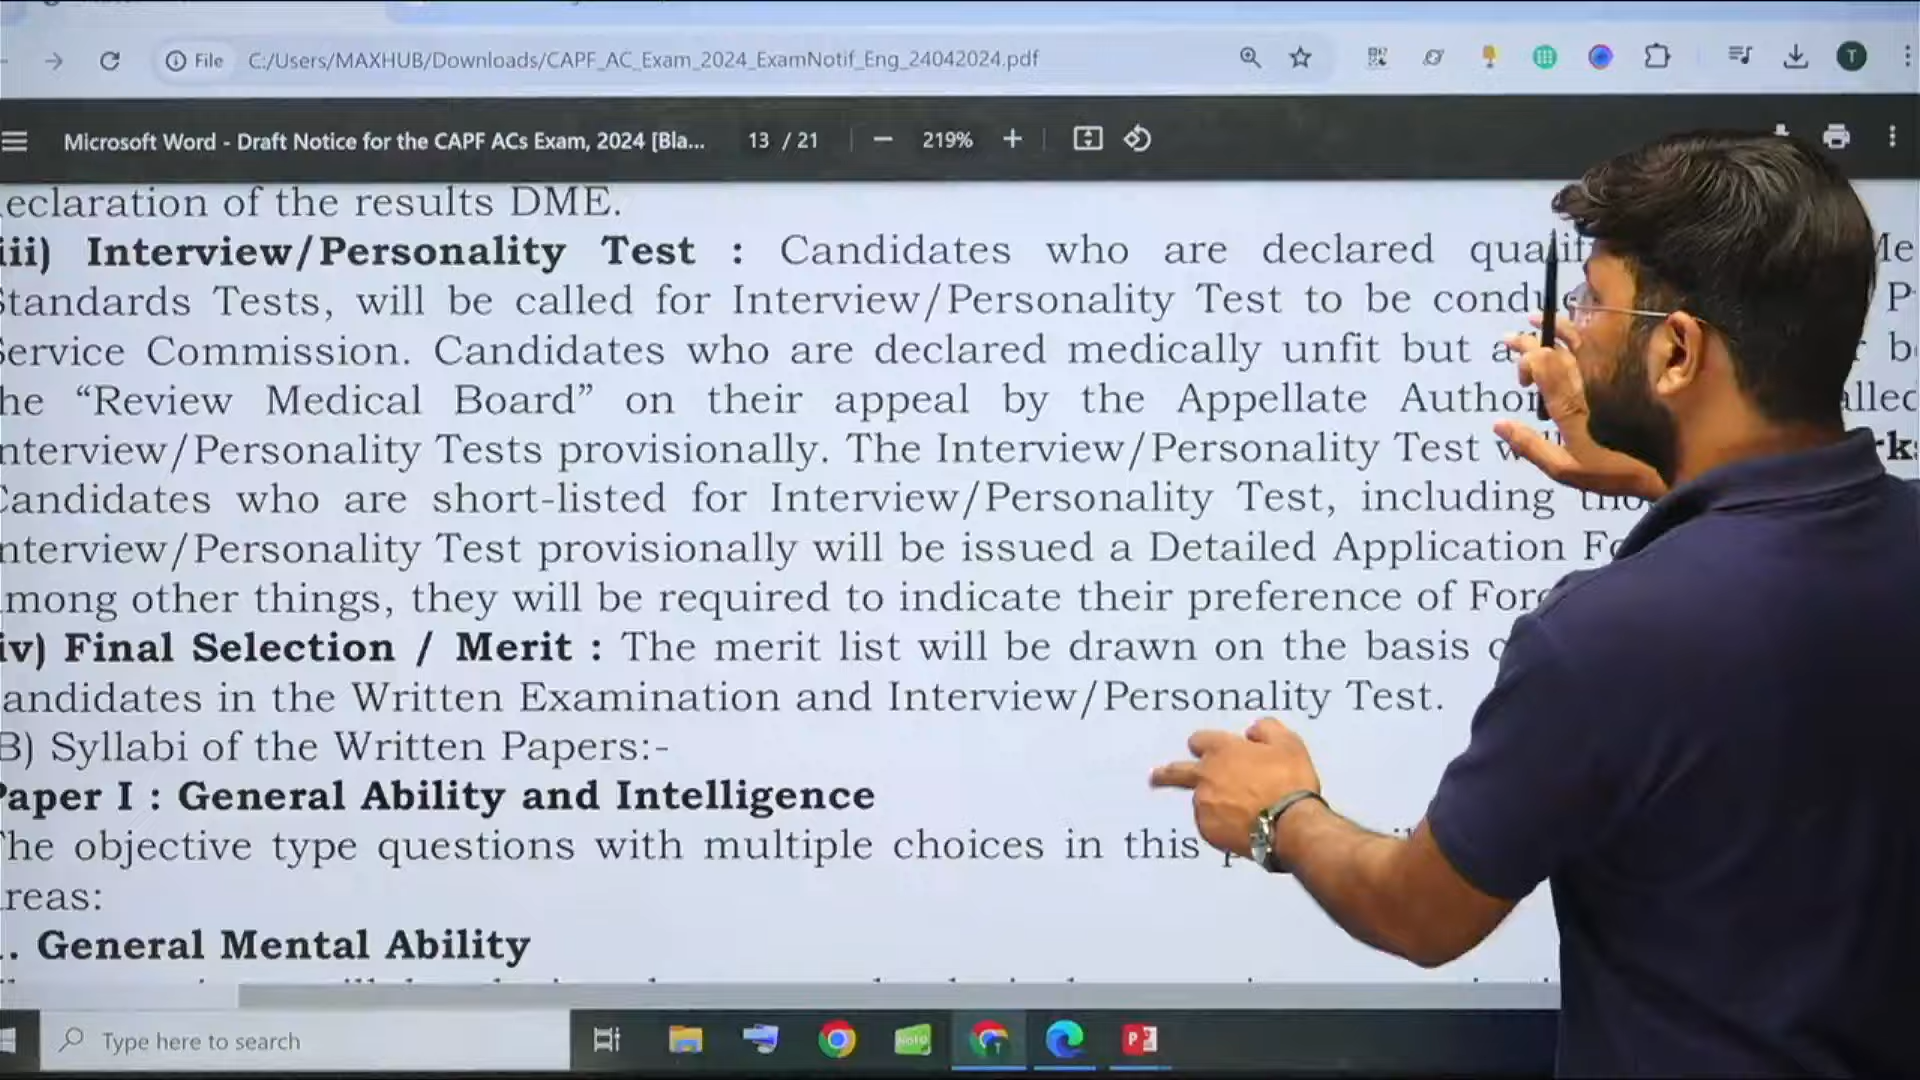 File C:/Users/MAXHUB/Downloads/CAPF_AC_Exam_2024_ExamNotif_Eng_24042024.pdf T
Microsoft Word - Draft Notice for the CAPF ACs Exam, 2024 [Bla... 13 / 21 — 219% +
eclaration of the results DME.
iii) Interview/Personality Test : Candidates who are declared
tandards Tests, will be called for Interview/Personality Test to be
ervice Commission. Candidates who are declared medically unfit but
he “Review Medical Board” on their appeal by the Appellate
nterview/Personality Tests provisionally. The Interview/Personality Test
andidates who are short-listed for Interview/Personality Test, including
nterview/Personality Test provisionally will be issued a Detailed Application
mong other things, they will be required to indicate their preference of
iv) Final Selection / Merit : The merit list will be drawn on the basis
andidates in the Written Examination and Interview/Personality Test.
B) Syllabi of the Written Papers:-
Paper I : General Ability and Intelligence
The objective type questions with multiple choices in this
reas:
. General Mental Ability
Type here to search